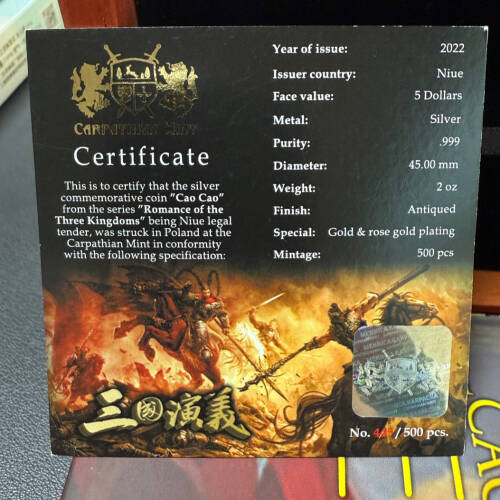 CARPATHIAN MINT
Certificate
This is to certify that the silver
commemorative coin "Cao Cao"
from the series "Romance of the
Three Kingdoms" being Niue legal
tender, was struck in Poland at the
Carpathian Mint in conformity
with the following specification:
Year of issue: 2022
Issuer country: Niue
Face value: 5 Dollars
Metal: Silver
Purity: .999
Diameter: 45.00 mm
Weight: 2 oz
Finish: Antiqued
Special: Gold & rose gold plating
Mintage: 500 pcs
三國演義
No. / 500 pcs.
CAO